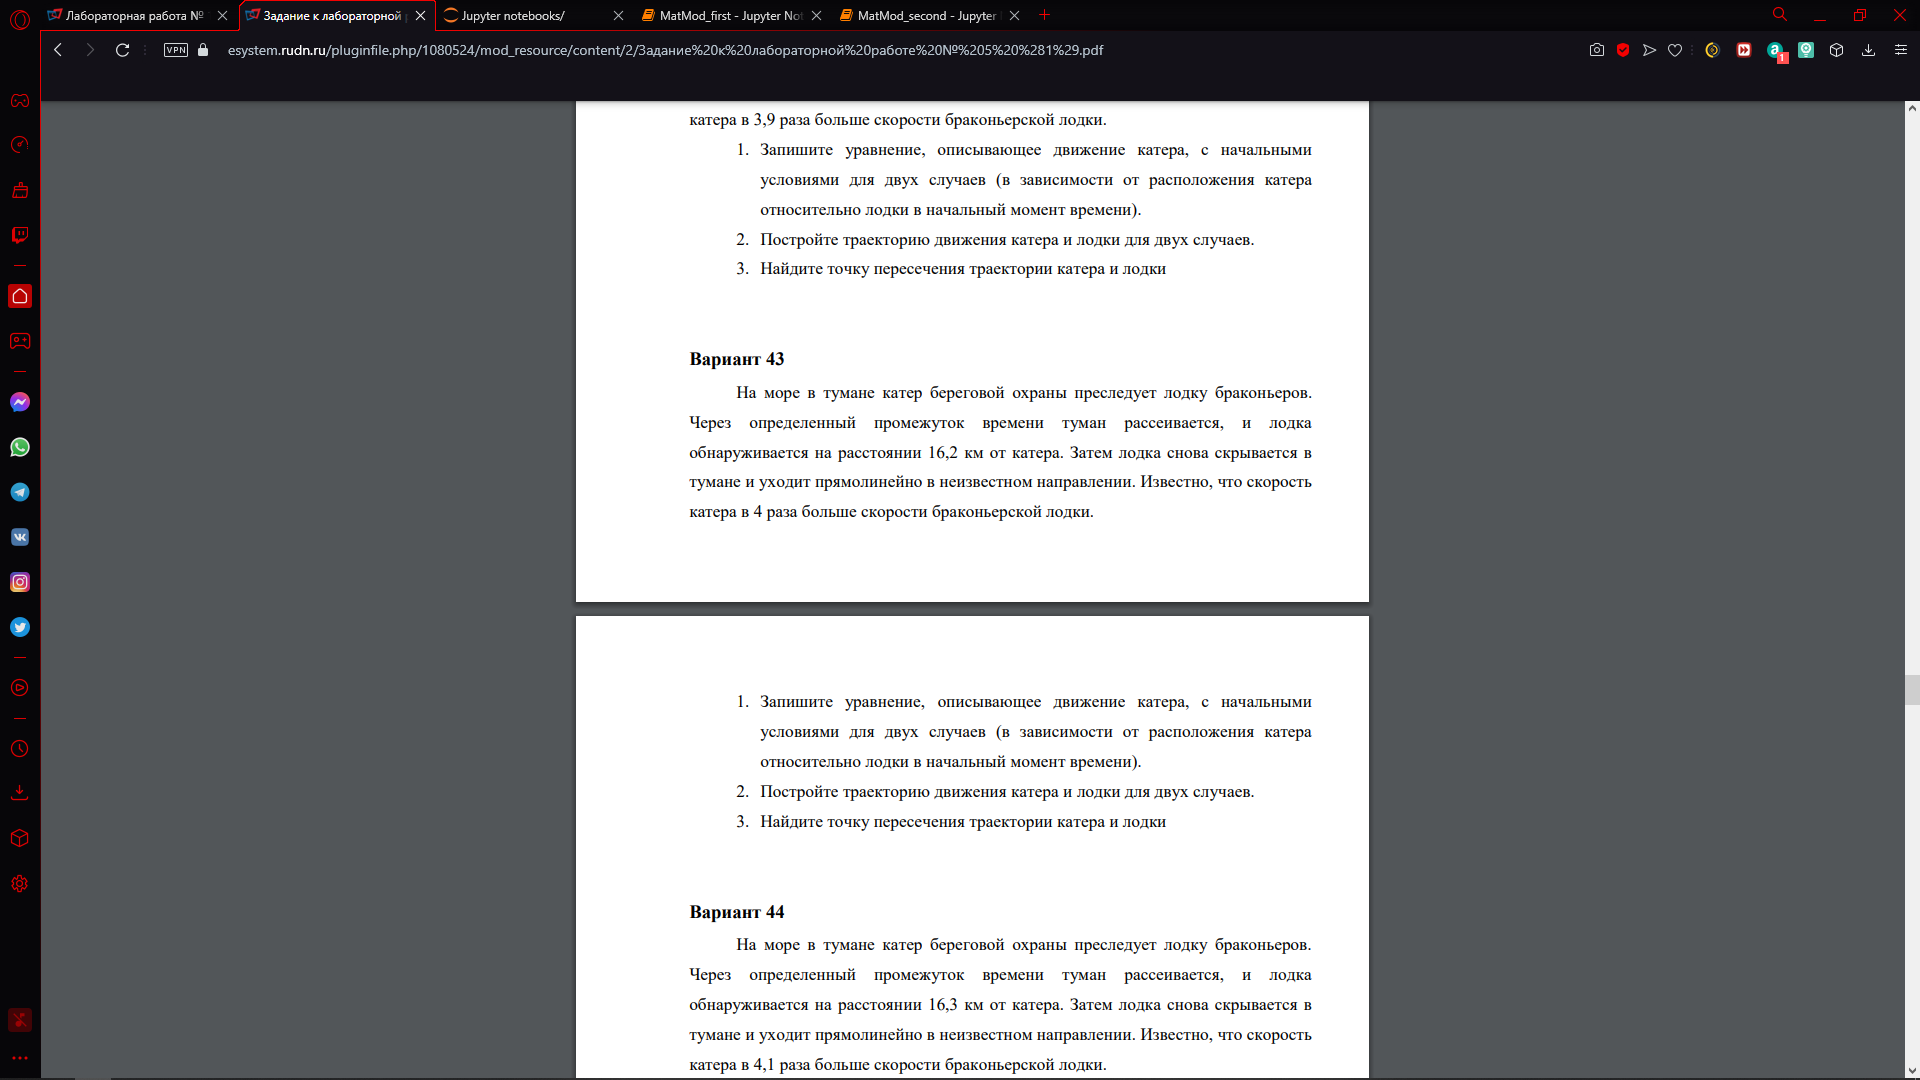 Лабораторная работа №
Задание к лабораторной
Jupyter notebooks/
MatMod_first - Jupyter No
MatMod_second - Jupyter
VPN
esystem.rudn.ru/pluginfile.php/1080524/mod_resource/content/2/Задание%20к%20лабораторной%20работе%20№%205%20%281%29.pdf
1
катера в 3,9 раза больше скорости браконьерской лодки.
1. Запишите уравнение, описывающее движение катера, с начальными
условиями для двух случаев (в зависимости от расположения катера
относительно лодки в начальный момент времени).
2. Постройте траекторию движения катера и лодки для двух случаев.
3. Найдите точку пересечения траектории катера и лодки
Вариант 43
На море в тумане катер береговой охраны преследует лодку браконьеров.
Через определенный промежуток времени туман рассеивается, и лодка
обнаруживается на расстоянии 16,2 км от катера. Затем лодка снова скрывается в
тумане и уходит прямолинейно в неизвестном направлении. Известно, что скорость
катера в 4 раза больше скорости браконьерской лодки.
1. Запишите уравнение, описывающее движение катера, с начальными
условиями для двух случаев (в зависимости от расположения катера
относительно лодки в начальный момент времени).
2. Постройте траекторию движения катера и лодки для двух случаев.
3. Найдите точку пересечения траектории катера и лодки
Вариант 44
На море в тумане катер береговой охраны преследует лодку браконьеров.
Через определенный промежуток времени туман рассеивается, и лодка
обнаруживается на расстоянии 16,3 км от катера. Затем лодка снова скрывается в
тумане и уходит прямолинейно в неизвестном направлении. Известно, что скорость
катера в 4,1 раза больше скорости браконьерской лодки.